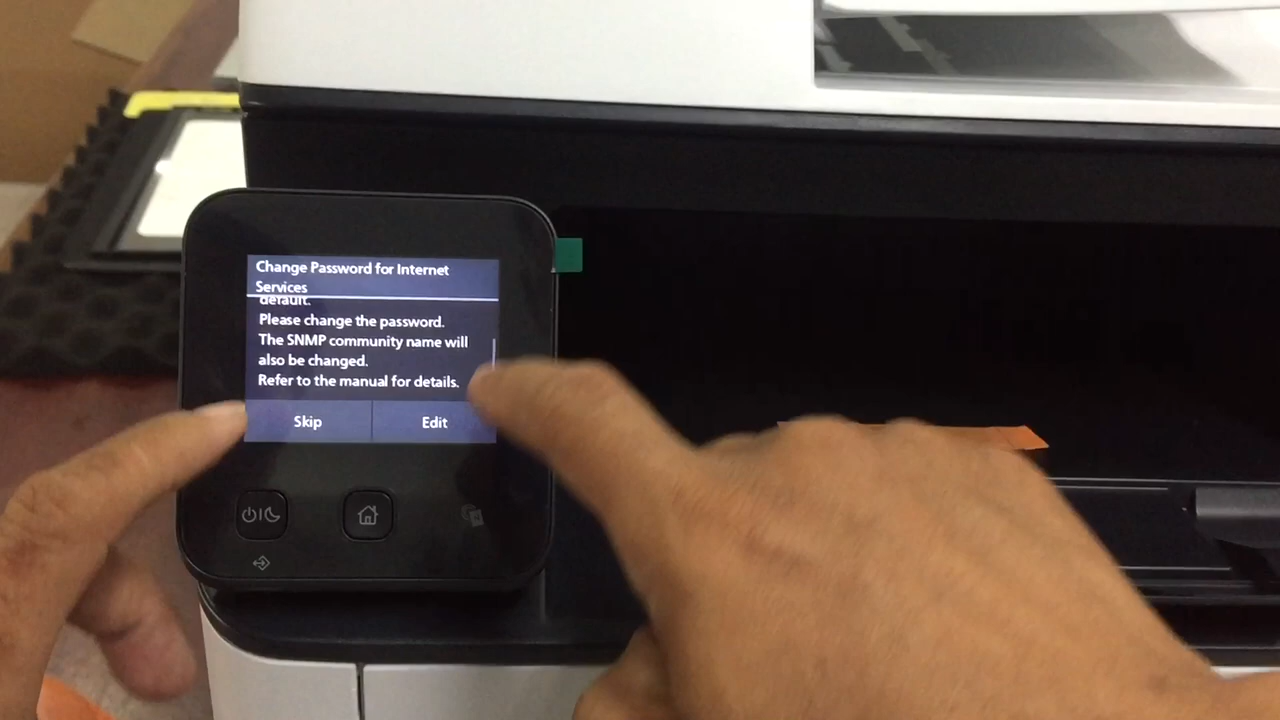 Change Password for Internet
Services
default.
Please change the password.
The SNMP community name will
also be changed.
Refer to the manual for details.
Skip
Edit